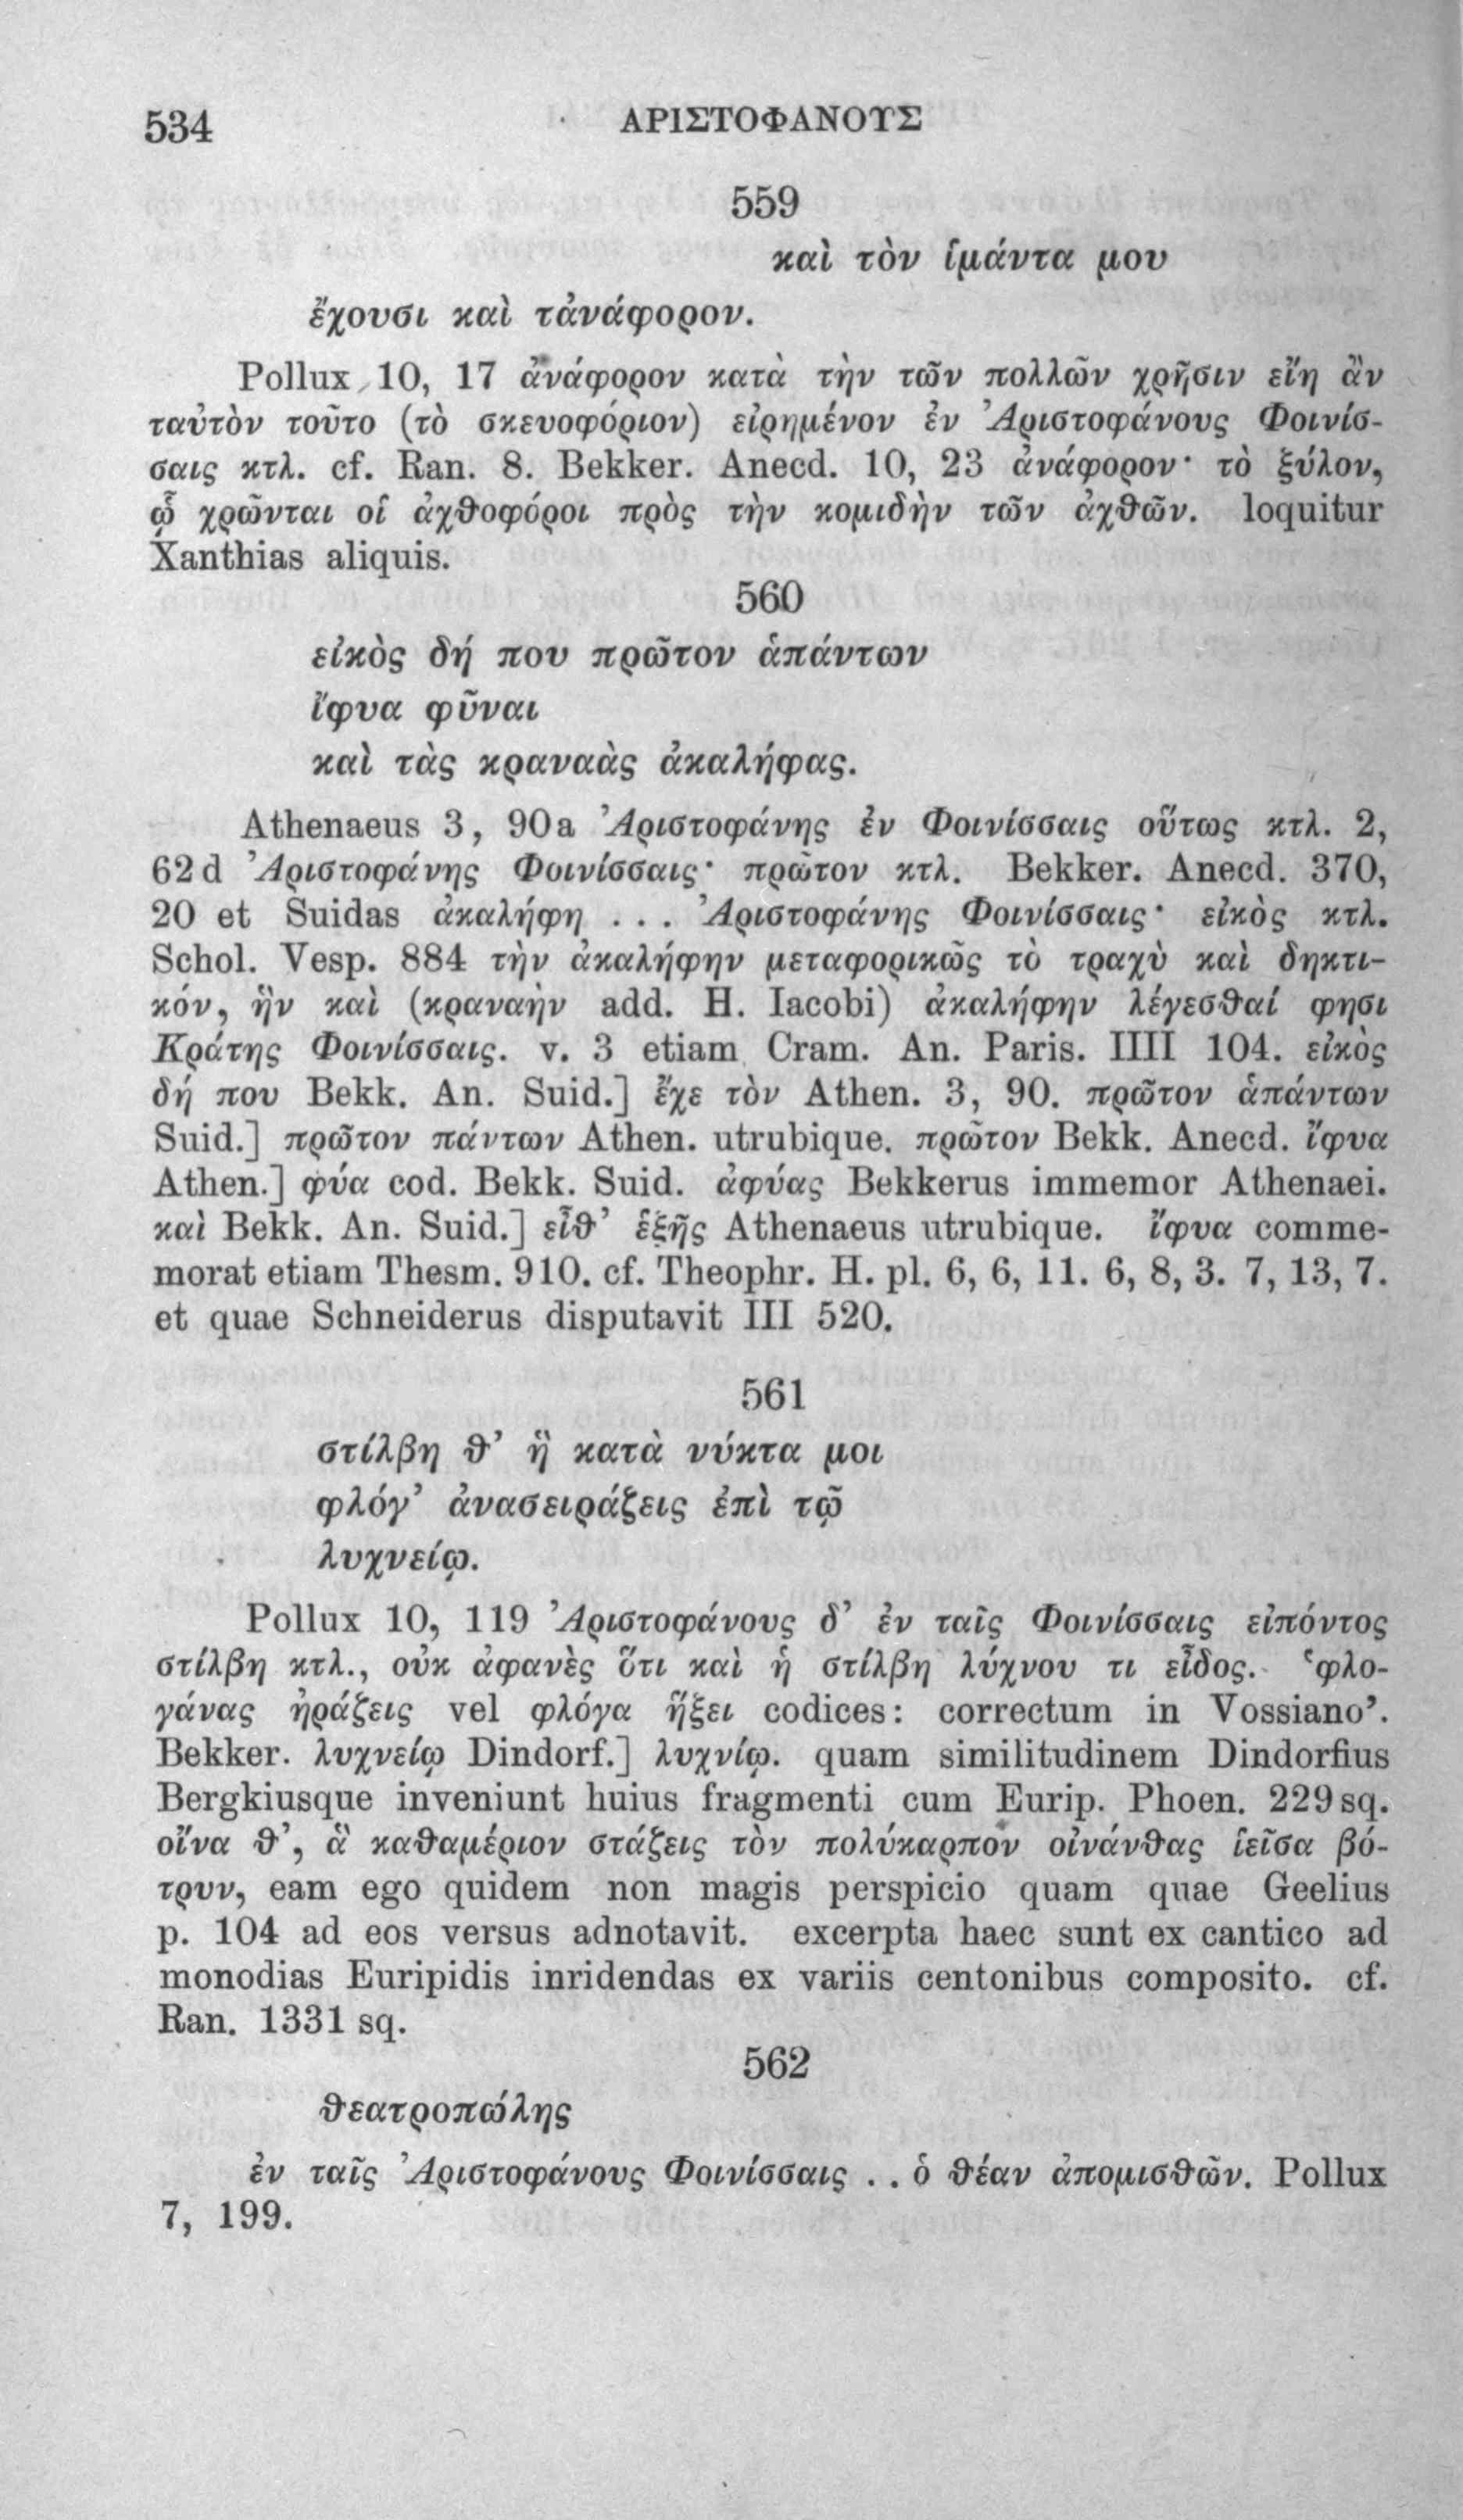 534 ΑΡΙΣΤΟΦΑΝΟΥΣ
559
καὶ τὸν ἱμάντα μου
ἔχουσι καὶ τἀνάφορον.
Pollux 10, 17 ἀνάφορον κατὰ τὴν τῶν πολλῶν χρῆσιν εἴη ἂν
ταὐτὸν τοῦτο (τὸ σκευοφόριον) εἰρημένον ἐν Ἀριστοφάνους Φοινίσ-
σαις κτλ. cf. Ran. 8. Bekker. Anecd. 10, 23 ἀνάφορον· τὸ ξύλον,
ᾧ χρῶνται οἱ ἀχθοφόροι πρὸς τὴν κομιδὴν τῶν ἀχθῶν. loquitur
Xanthias aliquis.
560
εἰκὸς δή που πρῶτον ἁπάντων
ἴφυα φῦναι
καὶ τὰς κραναὰς ἀκαλήφας.
Athenaeus 3, 90a Ἀριστοφάνης ἐν Φοινίσσαις οὕτως κτλ. 2,
62d Ἀριστοφάνης Φοινίσσαις· πρῶτον κτλ. Bekker. Anecd. 370,
20 et Suidas ἀκαλήφη ... Ἀριστοφάνης Φοινίσσαις· εἰκὸς κτλ.
Schol. Vesp. 884 τὴν ἀκαλήφην μεταφορικῶς τὸ τραχὺ καὶ δηκτι-
κόν, ἣν καὶ (κραναὴν add. H. Iacobi) ἀκαλήφην λέγεσθαί φησι
Κράτης Φοινίσσαις. v. 3 etiam Cram. An. Paris. IIII 104. εἰκὸς
δή που Bekk. An. Suid.] ἔχε τὸν Athen. 3, 90. πρῶτον ἁπάντων
Suid.] πρῶτον πάντων Athen. utrubique. πρῶτον Bekk. Anecd. ἴφυα
Athen.] φύα cod. Bekk. Suid. ἀφύας Bekkerus immemor Athenaei.
καὶ Bekk. An. Suid.] εἶθ’ ἑξῆς Athenaeus utrubique. ἴφυα comme-
morat etiam Thesm. 910. cf. Theophr. H. pl. 6, 6, 11. 6, 8, 3. 7, 13, 7.
et quae Schneiderus disputavit III 520.
561
στίλβη θ’ ἣ κατὰ νύκτα μοι
φλόγ’ ἀνασειράζεις ἐπὶ τῷ
λυχνείῳ.
Pollux 10, 119 Ἀριστοφάνους δ’ ἐν ταῖς Φοινίσσαις εἰπόντος
στίλβη κτλ., οὐκ ἀφανὲς ὅτι καὶ ἡ στίλβη λύχνου τι εἶδος. ‘φλο-
γάνας ἠράζεις vel φλόγα ἥξει codices: correctum in Vossiano’.
Bekker. λυχνείῳ Dindorf.] λυχνίῳ. quam similitudinem Dindorfius
Bergkiusque inveniunt huius fragmenti cum Eurip. Phoen. 229 sq.
οἴνα θ’, ἃ καθαμέριον στάζεις τὸν πολύκαρπον οἰνάνθας ἱεῖσα βό-
τρυν, eam ego quidem non magis perspicio quam quae Geelius
p. 104 ad eos versus adnotavit. excerpta haec sunt ex cantico ad
monodias Euripidis inridendas ex variis centonibus composito. cf.
Ran. 1331 sq.
562
θεατροπώλης
ἐν ταῖς Ἀριστοφάνους Φοινίσσαις .. ὁ θέαν ἀπομισθῶν. Pollux
7, 199.